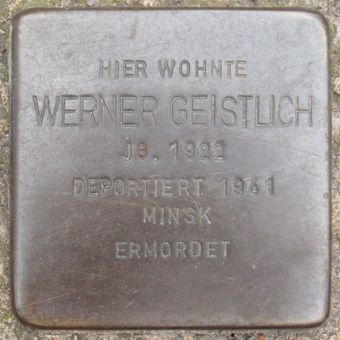 HIER WOHNTE
WERNER GEISTLICH
JG. 1922
DEPORTIERT 1941
MINSK
ERMORDET